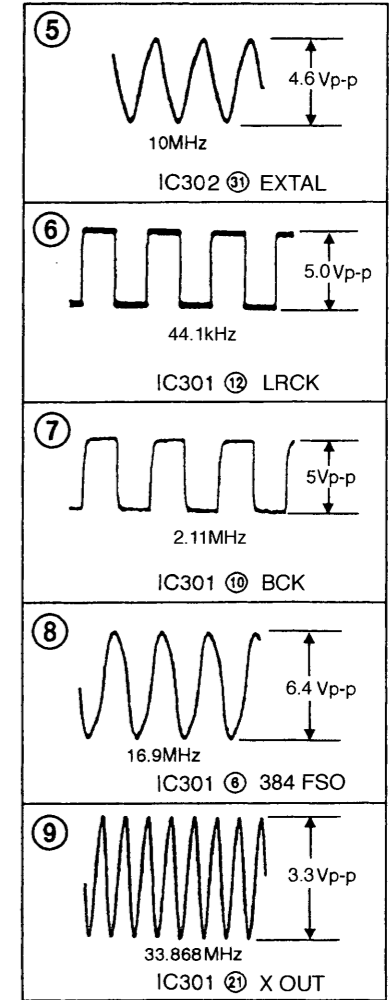 ⑤
4.6 Vp-p
10MHz
IC302 ㉛ EXTAL
⑥
5.0 Vp-p
44.1kHz
IC301 ⑫ LRCK
⑦
5Vp-p
2.11MHz
IC301 ⑩ BCK
⑧
6.4 Vp-p
16.9MHz
IC301 ⑥ 384 FSO
⑨
3.3 Vp-p
33.868MHz
IC301 ㉑ X OUT